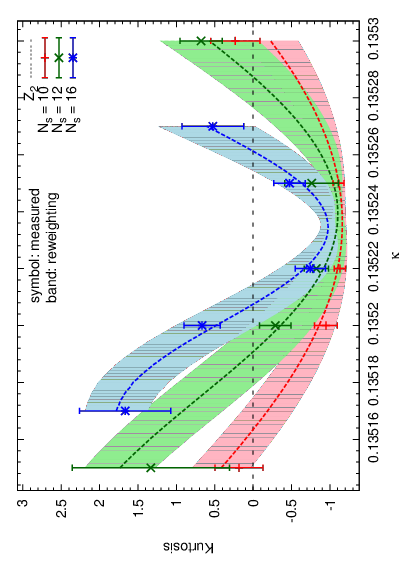 Kurtosis
3
2.5
2
1.5
1
0.5
0
-0.5
-1
0.13516
0.13518
0.1352
0.13522
0.13524
0.13526
0.13528
0.1353
κ
symbol: measured
band: reweighting
Z₂
Nₛ = 10
Nₛ = 12
Nₛ = 16